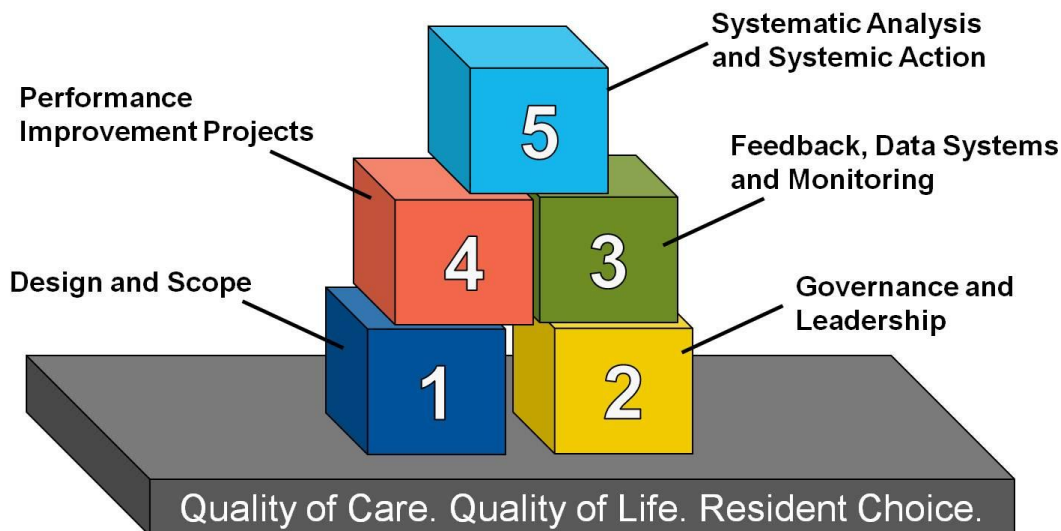 Systematic Analysis
and Systemic Action
5
Performance
Improvement Projects
Feedback, Data Systems
and Monitoring
4
3
Design and Scope
Governance and
Leadership
1
2
Quality of Care. Quality of Life. Resident Choice.